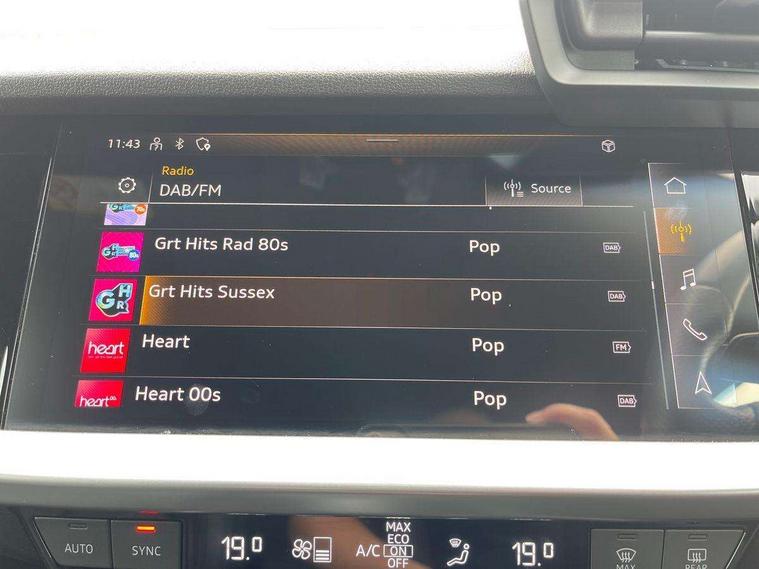 11:43
Radio
DAB/FM
Source
Grt Hits Rad 80s Pop DAB
GHR Grt Hits Sussex Pop DAB
heart Heart Pop FM
heart Heart 00s Pop DAB
AUTO
SYNC
19.0
A/C
MAX
ECO
ON
OFF
19.0
MAX
REAR